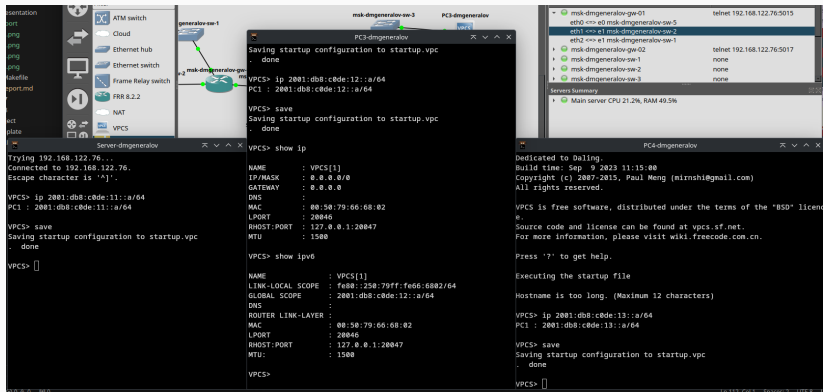 esentation
ort
.png
.png
.png
.png
Makefile
report.md
ect
plate
ATM switch
Cloud
Ethernet hub
Ethernet switch
Frame Relay switch
FRR 8.2.2
NAT
VPCS
generalov-sw-1
msk-dmgeneralov-sw-3
PC3-dmgeneralov
msk-dmgeneralov-gw-01
telnet 192.168.122.76:5015
eth0 <=> e0 msk-dmgeneralov-sw-5
eth1 <=> e1 msk-dmgeneralov-sw-2
eth2 <=> e1 msk-dmgeneralov-sw-1
msk-dmgeneralov-gw-02
telnet 192.168.122.76:5017
msk-dmgeneralov-sw-1
none
msk-dmgeneralov-sw-2
none
msk-dmgeneralov-sw-3
none
Servers Summary
Main server CPU 21.2%, RAM 49.5%
PC3-dmgeneralov
Saving startup configuration to startup.vpc
. done
VPCS> ip 2001:db8:c0de:12::a/64
PC1 : 2001:db8:c0de:12::a/64
VPCS> save
Saving startup configuration to startup.vpc
. done
VPCS> show ip
NAME : VPCS[1]
IP/MASK : 0.0.0.0/0
GATEWAY : 0.0.0.0
DNS :
MAC : 00:50:79:66:68:02
LPORT : 20046
RHOST:PORT : 127.0.0.1:20047
MTU : 1500
VPCS> show ipv6
NAME : VPCS[1]
LINK-LOCAL SCOPE : fe80::250:79ff:fe66:6802/64
GLOBAL SCOPE : 2001:db8:c0de:12::a/64
DNS :
ROUTER LINK-LAYER :
MAC : 00:50:79:66:68:02
LPORT : 20046
RHOST:PORT : 127.0.0.1:20047
MTU: : 1500
VPCS>
Server-dmgeneralov
Trying 192.168.122.76...
Connected to 192.168.122.76.
Escape character is '^]'.
VPCS> ip 2001:db8:c0de:11::a/64
PC1 : 2001:db8:c0de:11::a/64
VPCS> save
Saving startup configuration to startup.vpc
. done
VPCS>
PC4-dmgeneralov
Dedicated to Daling.
Build time: Sep 9 2023 11:15:00
Copyright (c) 2007-2015, Paul Meng (mirnshi@gmail.com)
All rights reserved.
VPCS is free software, distributed under the terms of the "BSD" licenc
e.
Source code and license can be found at vpcs.sf.net.
For more information, please visit wiki.freecode.com.cn.
Press '?' to get help.
Executing the startup file
Hostname is too long. (Maximum 12 characters)
VPCS> ip 2001:db8:c0de:13::a/64
PC1 : 2001:db8:c0de:13::a/64
VPCS> save
Saving startup configuration to startup.vpc
. done
VPCS>